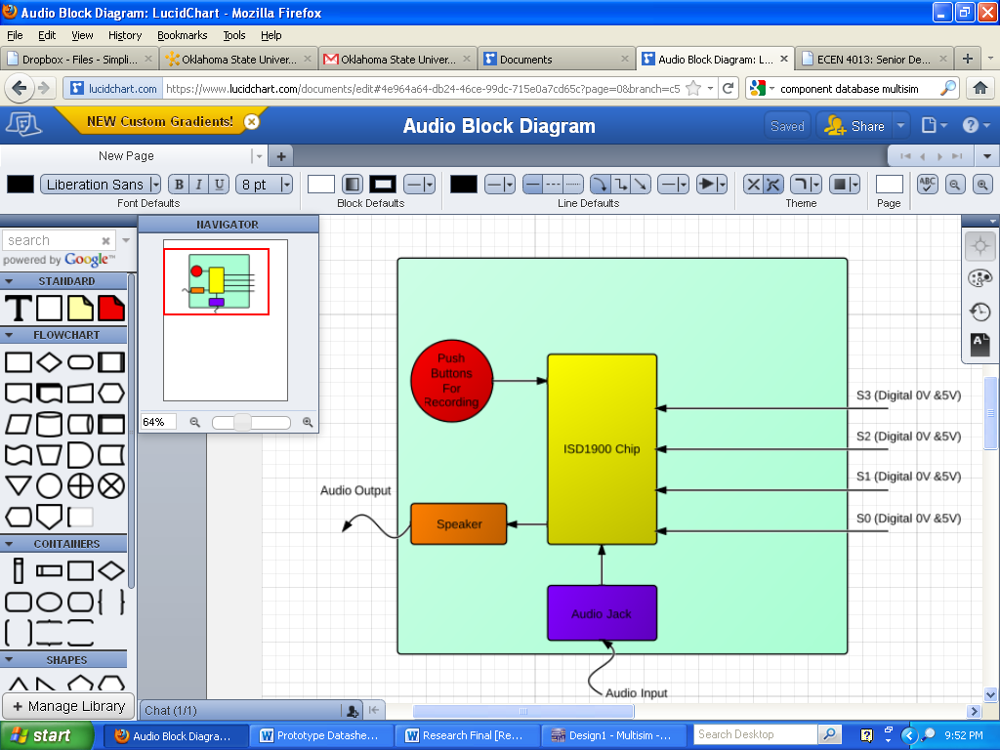 Audio Block Diagram: LucidChart - Mozilla Firefox
File Edit View History Bookmarks Tools Help
Dropbox - Files - Simpli... Oklahoma State Univer... Oklahoma State Univer... Documents Audio Block Diagram: L... ECEN 4013: Senior De...
lucidchart.com https://www.lucidchart.com/documents/edit#4e964a64-db24-46ce-99dc-715e0a7cd65c?page=0&branch=c5 component database multisim
NEW Custom Gradients! Audio Block Diagram Saved Share
New Page
Liberation Sans B I U 8 pt ABC
Font Defaults Block Defaults Line Defaults Theme Page
NAVIGATOR
search
powered by Google™
STANDARD
T
FLOWCHART
64%
CONTAINERS
SHAPES
Manage Library
Push
Buttons
For
Recording
ISD1900 Chip
S3 (Digital 0V &5V)
S2 (Digital 0V &5V)
S1 (Digital 0V &5V)
S0 (Digital 0V &5V)
Audio Output
Speaker
Audio Jack
Audio Input
A
Chat (1/1)
start Audio Block Diagra... Prototype Datashe... Research Final [Re... Design1 - Multisim -... Search Desktop 9:52 PM